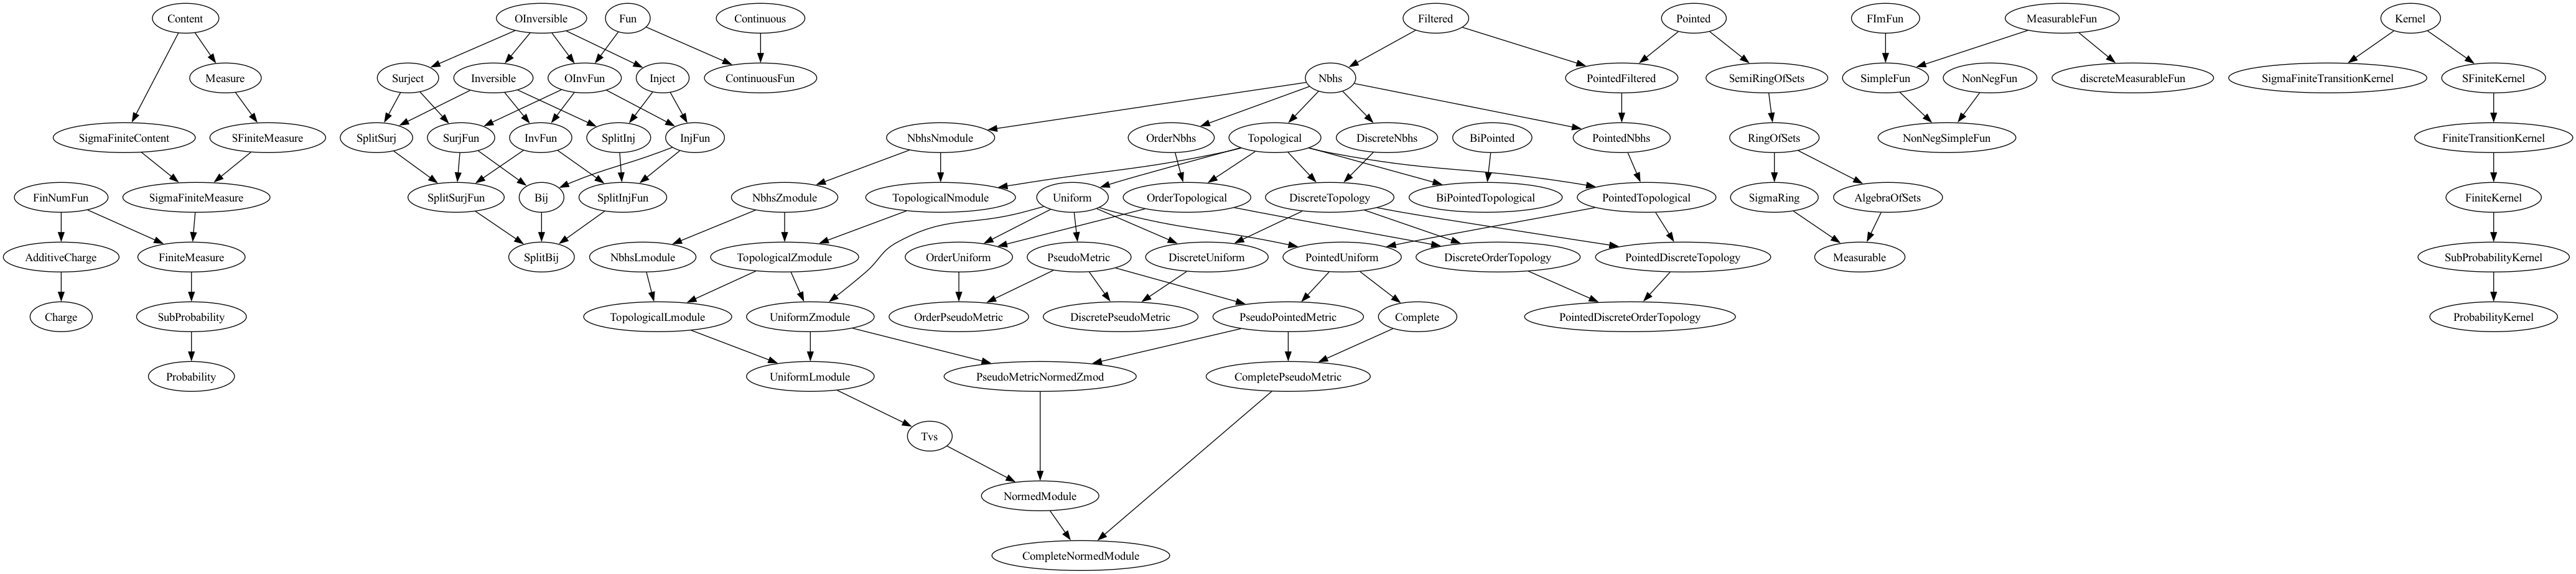 Content
OInversible
Fun
Continuous
Filtered
Pointed
FImFun
MeasurableFun
Kernel
Measure
Surject
Inversible
OInvFun
Inject
ContinuousFun
Nbhs
PointedFiltered
SemiRingOfSets
SimpleFun
NonNegFun
discreteMeasurableFun
SigmaFiniteTransitionKernel
SFiniteKernel
SigmaFiniteContent
SFiniteMeasure
SplitSurj
SurjFun
InvFun
SplitInj
InjFun
NbhsNmodule
OrderNbhs
Topological
DiscreteNbhs
BiPointed
PointedNbhs
RingOfSets
NonNegSimpleFun
FiniteTransitionKernel
FinNumFun
SigmaFiniteMeasure
SplitSurjFun
Bij
SplitInjFun
NbhsZmodule
TopologicalNmodule
Uniform
OrderTopological
DiscreteTopology
BiPointedTopological
PointedTopological
SigmaRing
AlgebraOfSets
FiniteKernel
AdditiveCharge
FiniteMeasure
SplitBij
NbhsLmodule
TopologicalZmodule
OrderUniform
PseudoMetric
DiscreteUniform
PointedUniform
DiscreteOrderTopology
PointedDiscreteTopology
Measurable
SubProbabilityKernel
Charge
SubProbability
TopologicalLmodule
UniformZmodule
OrderPseudoMetric
DiscretePseudoMetric
PseudoPointedMetric
Complete
PointedDiscreteOrderTopology
ProbabilityKernel
Probability
UniformLmodule
PseudoMetricNormedZmod
CompletePseudoMetric
Tvs
NormedModule
CompleteNormedModule